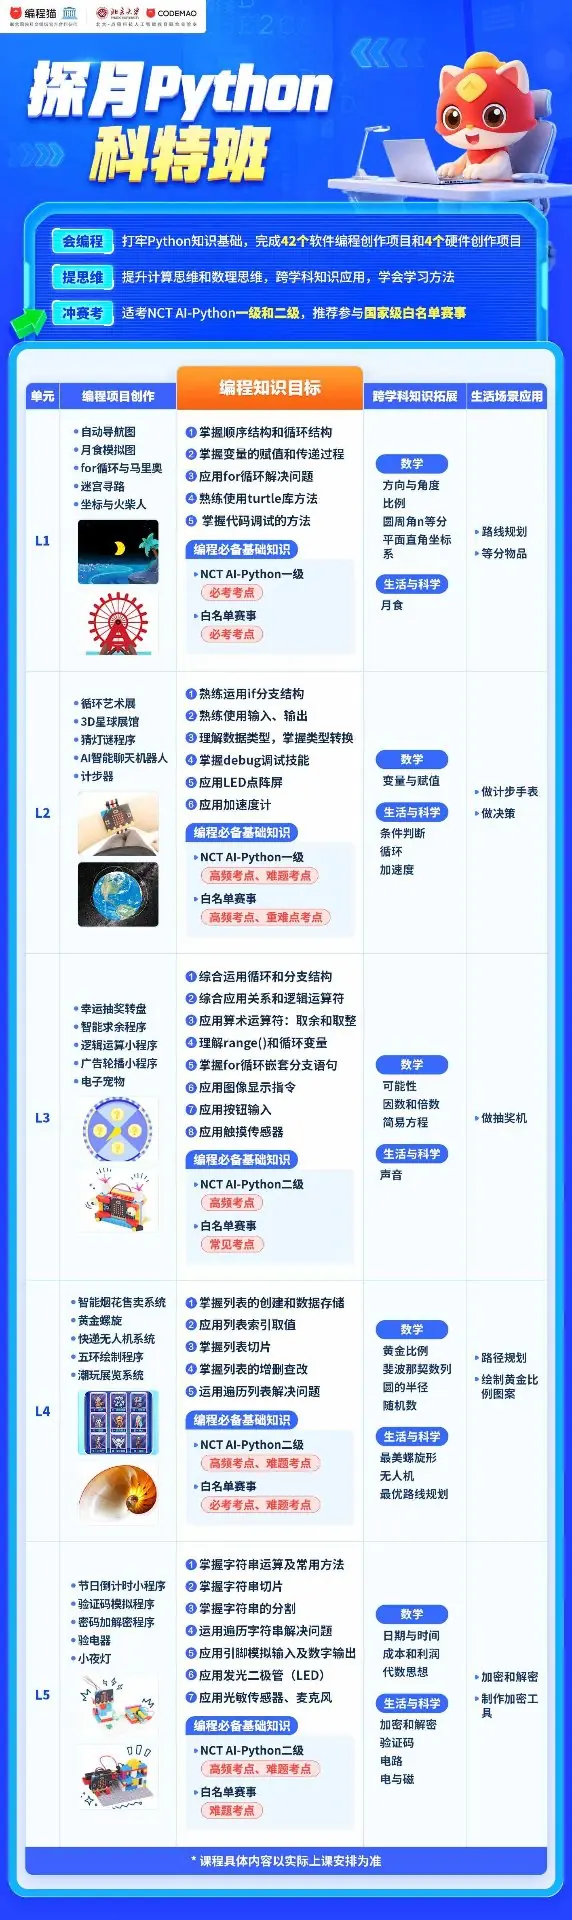 编程猫
北京大学
CODEMAO
探月Python
科特班
会编程 打牢Python知识基础，完成42个软件编程创作项目和4个硬件创作项目
提思维 提升计算思维和数理思维，跨学科知识应用，学会学习方法
冲赛考 适考NCT AI-Python一级和二级，推荐参与国家级白名单赛事
单元 编程项目创作 编程知识目标 跨学科知识拓展 生活场景应用
L1
自动导航图
月食模拟图
for循环与马里奥
迷宫寻路
坐标与火柴人
1 掌握顺序结构和循环结构
2 掌握变量的赋值和传递过程
3 应用for循环解决问题
4 熟练使用turtle库方法
5 掌握代码调试的方法
编程必备基础知识
NCT AI-Python一级
必考考点
白名单赛事
必考考点
数学
方向与角度
比例
圆周角n等分
平面直角坐标
系
生活与科学
月食
路线规划
等分物品
L2
循环艺术展
3D星球展馆
猜灯谜程序
AI智能聊天机器人
计步器
1 熟练运用if分支结构
2 熟练使用输入、输出
3 理解数据类型，掌握类型转换
4 掌握debug调试技能
5 应用LED点阵屏
6 应用加速度计
编程必备基础知识
NCT AI-Python一级
高频考点、难题考点
白名单赛事
高频考点、重难点考点
数学
变量与赋值
生活与科学
条件判断
循环
加速度
做计步手表
做决策
L3
幸运抽奖转盘
智能求余程序
逻辑运算小程序
广告轮播小程序
电子宠物
1 综合运用循环和分支结构
2 综合应用关系和逻辑运算符
3 应用算术运算符：取余和取整
4 理解range()和循环变量
5 掌握for循环嵌套分支语句
6 应用图像显示指令
7 应用按钮输入
8 应用触摸传感器
编程必备基础知识
NCT AI-Python二级
高频考点
白名单赛事
常见考点
数学
可能性
因数和倍数
简易方程
生活与科学
声音
做抽奖机
L4
智能烟花售卖系统
黄金螺旋
快递无人机系统
五环绘制程序
潮玩展览系统
1 掌握列表的创建和数据存储
2 应用列表索引取值
3 掌握列表切片
4 掌握列表的增删查改
5 运用遍历列表解决问题
编程必备基础知识
NCT AI-Python二级
高频考点、难题考点
白名单赛事
必考考点、难题考点
数学
黄金比例
斐波那契数列
圆的半径
随机数
生活与科学
最美螺旋形
无人机
最优路线规划
路径规划
绘制黄金比
例图案
L5
节日倒计时小程序
验证码模拟程序
密码加解密程序
验电器
小夜灯
1 掌握字符串运算及常用方法
2 掌握字符串切片
3 掌握字符串的分割
4 运用遍历字符串解决问题
5 应用引脚模拟输入及数字输出
6 应用发光二极管（LED）
7 应用光敏传感器、麦克风
编程必备基础知识
NCT AI-Python二级
高频考点、难题考点
白名单赛事
难题考点
数学
日期与时间
成本和利润
代数思想
生活与科学
加密和解密
验证码
电路
电与磁
加密和解密
制作加密工
具
* 课程具体内容以实际上课安排为准